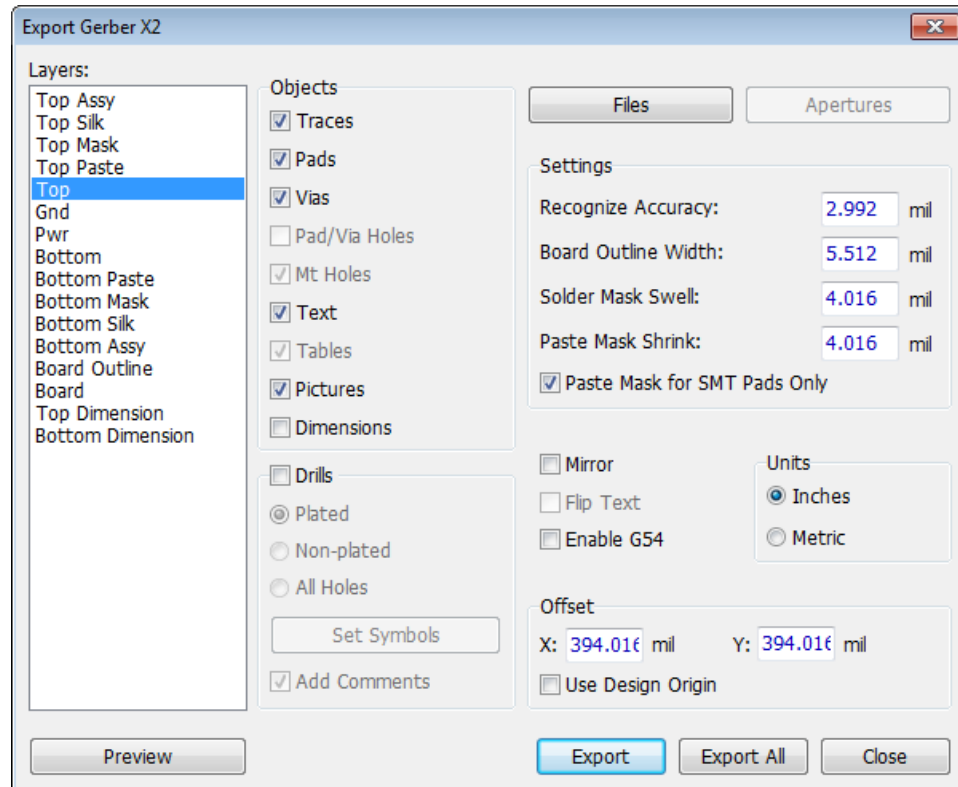 Export Gerber X2
Layers:
Top Assy
Top Silk
Top Mask
Top Paste
Top
Gnd
Pwr
Bottom
Bottom Paste
Bottom Mask
Bottom Silk
Bottom Assy
Board Outline
Board
Top Dimension
Bottom Dimension
Objects
Traces
Pads
Vias
Pad/Via Holes
Mt Holes
Text
Tables
Pictures
Dimensions
Drills
Plated
Non-plated
All Holes
Set Symbols
Add Comments
Files Apertures
Settings
Recognize Accuracy: 2.992 mil
Board Outline Width: 5.512 mil
Solder Mask Swell: 4.016 mil
Paste Mask Shrink: 4.016 mil
Paste Mask for SMT Pads Only
Mirror
Flip Text
Enable G54
Units
Inches
Metric
Offset
X: 394.016 mil Y: 394.016 mil
Use Design Origin
Preview Export Export All Close